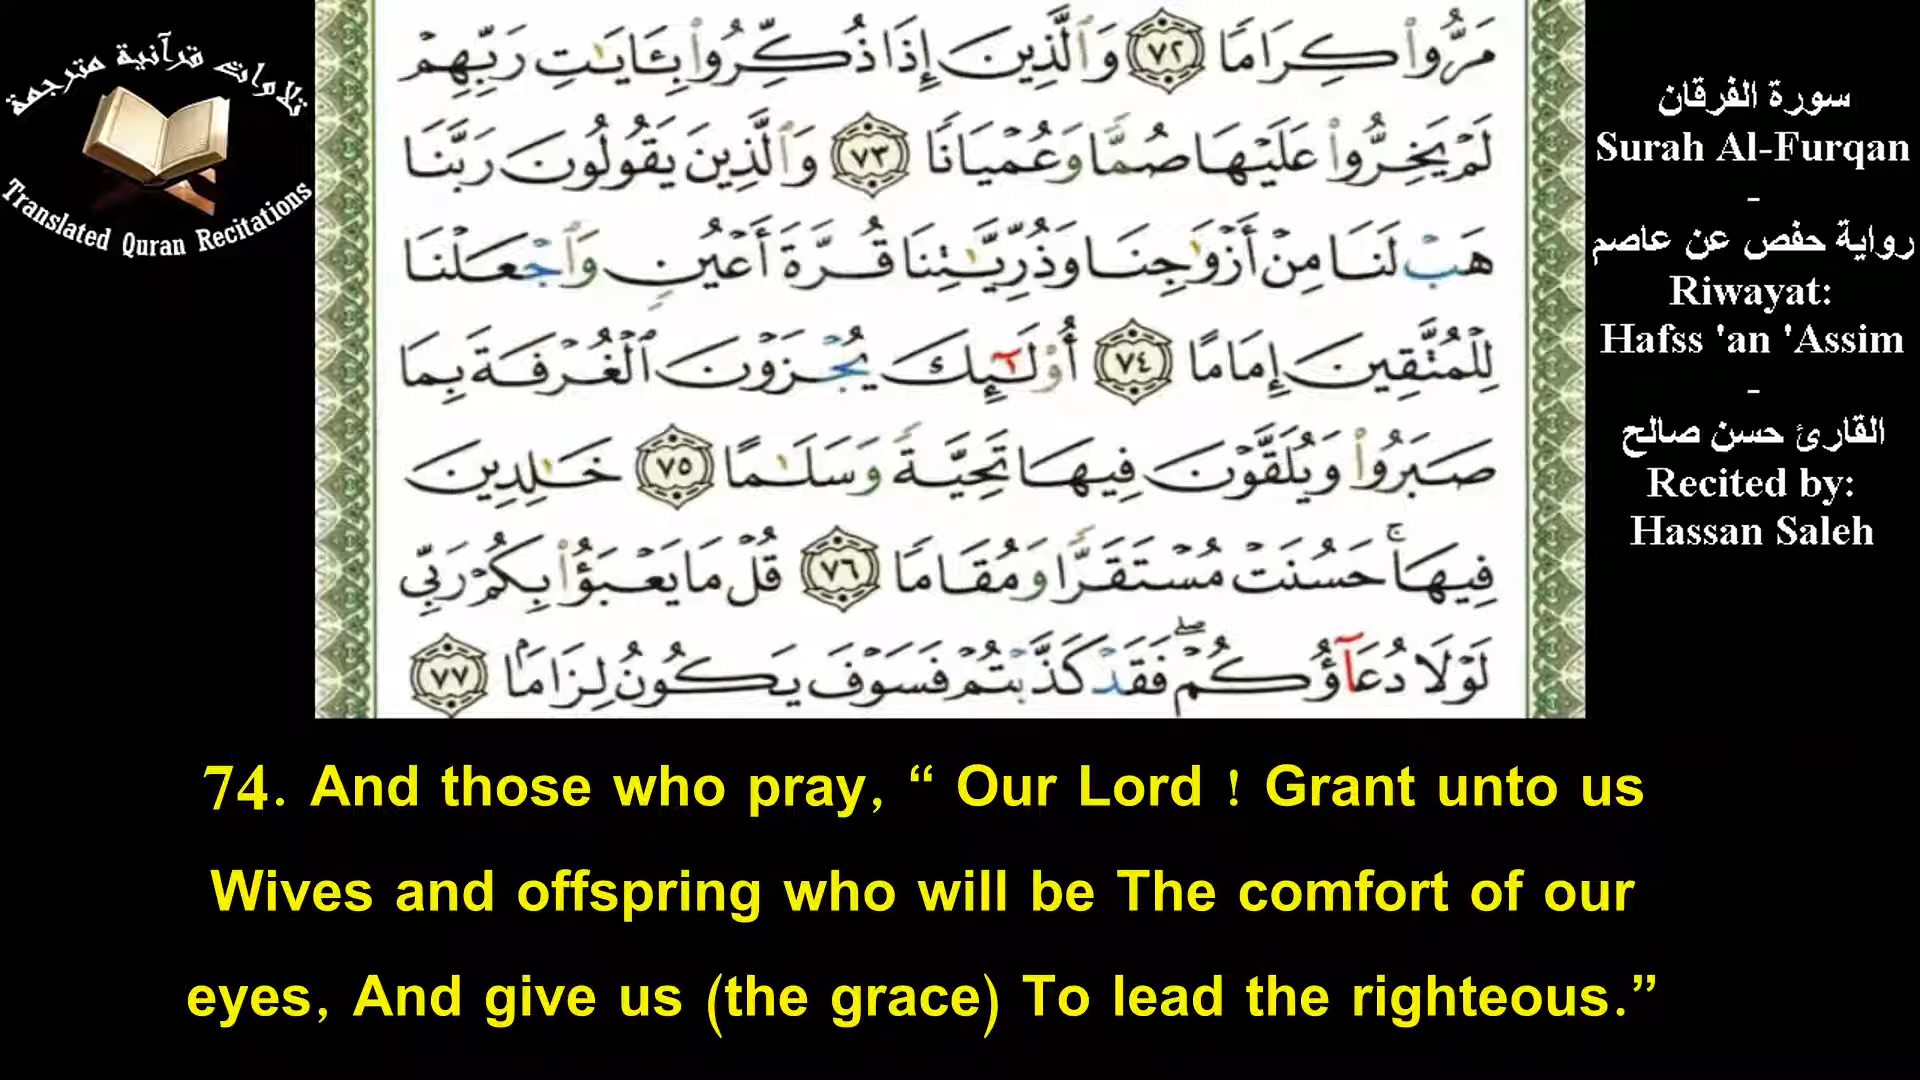 تلاوات قرآنية مترجمة
Translated Quran Recitations
مَرُّوا۟ كِرَامًا ٧٢ وَٱلَّذِينَ إِذَا ذُكِّرُوا۟ بِـَٔايَـٰتِ رَبِّهِمْ
لَمْ يَخِرُّوا۟ عَلَيْهَا صُمًّا وَعُمْيَانًا ٧٣ وَٱلَّذِينَ يَقُولُونَ رَبَّنَا
هَبْ لَنَا مِنْ أَزْوَٰجِنَا وَذُرِّيَّـٰتِنَا قُرَّةَ أَعْيُنٍ وَٱجْعَلْنَا
لِلْمُتَّقِينَ إِمَامًا ٧٤ أُو۟لَـٰٓئِكَ يُجْزَوْنَ ٱلْغُرْفَةَ بِمَا
صَبَرُوا۟ وَيُلَقَّوْنَ فِيهَا تَحِيَّةً وَسَلَـٰمًا ٧٥ خَـٰلِدِينَ
فِيهَا ۚ حَسُنَتْ مُسْتَقَرًّا وَمُقَامًا ٧٦ قُلْ مَا يَعْبَؤُا۟ بِكُمْ رَبِّى
لَوْلَا دُعَآؤُكُمْ ۖ فَقَدْ كَذَّبْتُمْ فَسَوْفَ يَكُونُ لِزَامًا ٧٧
سورة الفرقان
Surah Al-Furqan
-
رواية حفص عن عاصم
Riwayat:
Hafss 'an 'Assim
-
القارئ حسن صالح
Recited by:
Hassan Saleh
74. And those who pray, “ Our Lord ! Grant unto us
Wives and offspring who will be The comfort of our
eyes, And give us (the grace) To lead the righteous.”